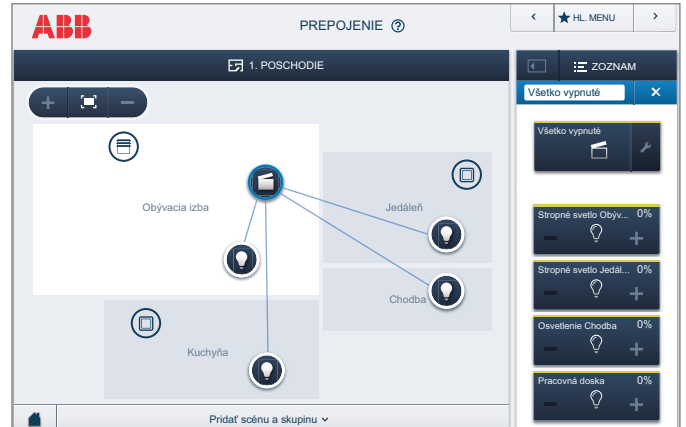 ABB
PREPOJENIE ?
HL. MENU
1. POSCHODIE
ZOZNAM
Všetko vypnuté
Všetko vypnuté
Obývacia izba
Jedáleň
Stropné svetlo Obýv... 0%
Stropné svetlo Jedál... 0%
Chodba
Osvetlenie Chodba 0%
Kuchyňa
Pracovná doska 0%
Pridať scénu a skupinu